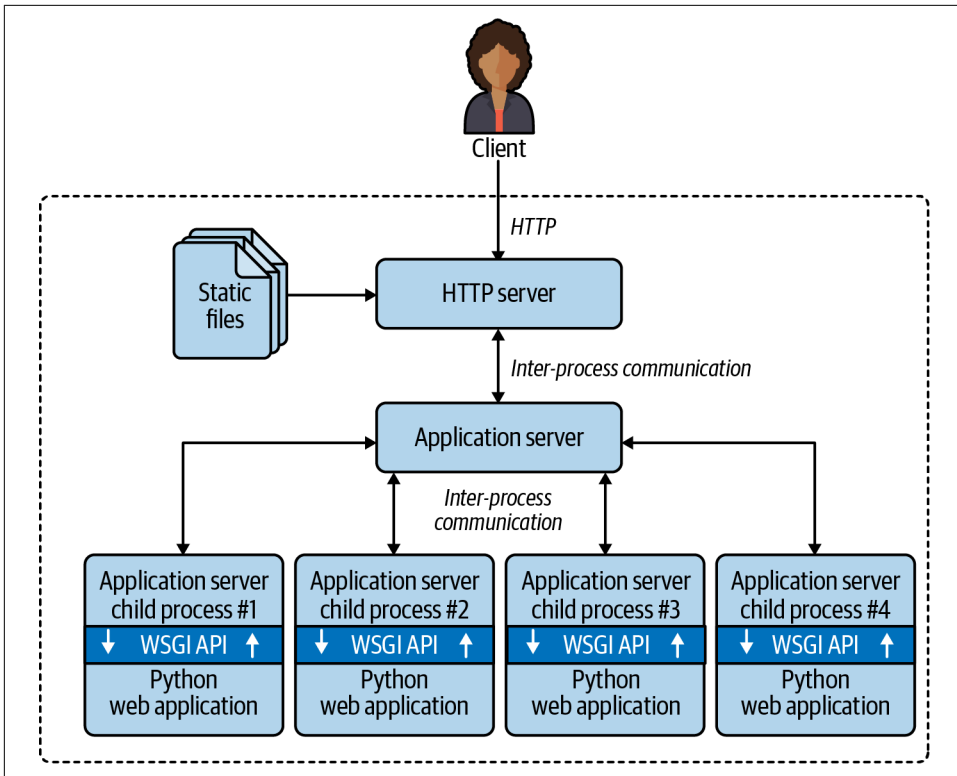 Client
HTTP
Static
files
HTTP server
Inter-process communication
Application server
Inter-process
communication
Application server
child process #1
WSGI API
Python
web application
Application server
child process #2
WSGI API
Python
web application
Application server
child process #3
WSGI API
Python
web application
Application server
child process #4
WSGI API
Python
web application